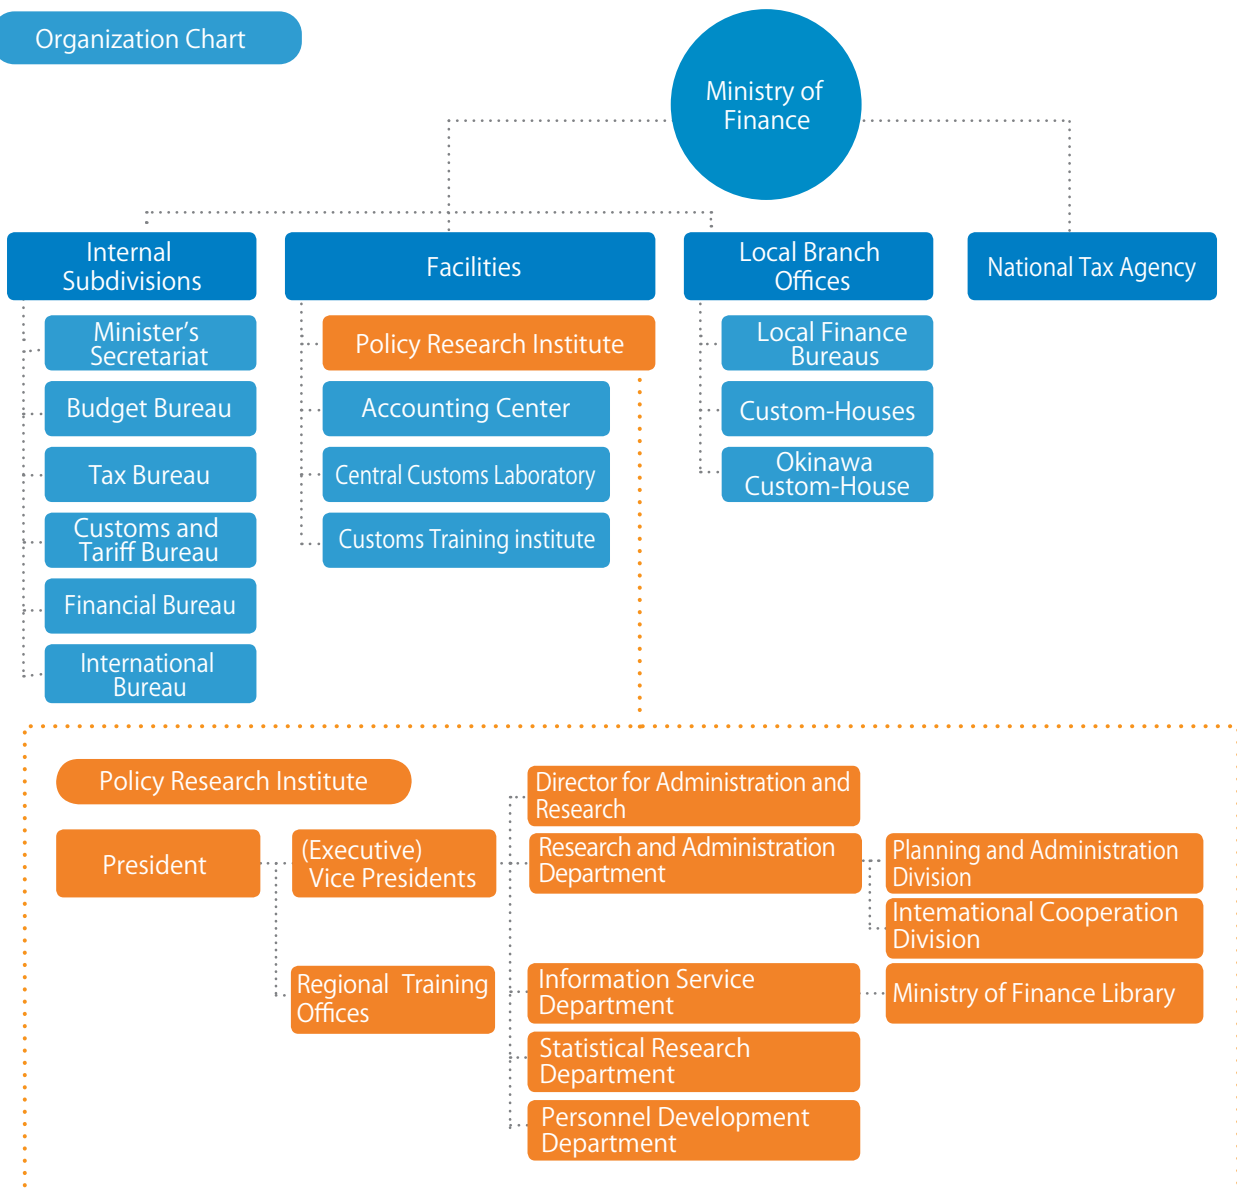 Organization Chart
Ministry of
Finance
Internal
Subdivisions
Minister’s
Secretariat
Budget Bureau
Tax Bureau
Customs and
Tariff Bureau
Financial Bureau
International
Bureau
Facilities
Policy Research Institute
Accounting Center
Central Customs Laboratory
Customs Training institute
Local Branch
Offices
Local Finance
Bureaus
Custom-Houses
Okinawa
Custom-House
National Tax Agency
Policy Research Institute
President
(Executive)
Vice Presidents
Regional Training
Offices
Director for Administration and
Research
Research and Administration
Department
Planning and Administration
Division
Intemational Cooperation
Division
Information Service
Department
Ministry of Finance Library
Statistical Research
Department
Personnel Development
Department